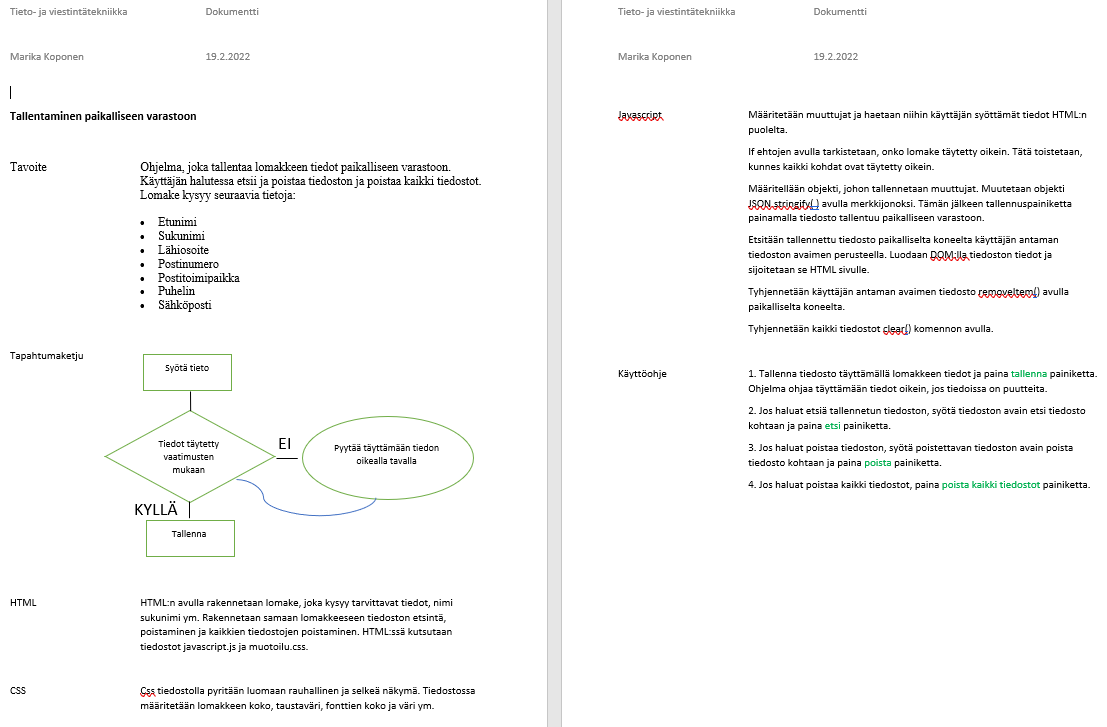 Tieto- ja viestintätekniikka Dokumentti
Marika Koponen 19.2.2022
Tallentaminen paikalliseen varastoon
Tavoite Ohjelma, joka tallentaa lomakkeen tiedot paikalliseen varastoon.
Käyttäjän halutessa etsii ja poistaa tiedoston ja poistaa kaikki tiedostot.
Lomake kysyy seuraavia tietoja:
• Etunimi
• Sukunimi
• Lähiosoite
• Postinumero
• Postitoimipaikka
• Puhelin
• Sähköposti
Tapahtumaketju
Syötä tieto
Tiedot täytetty
vaatimusten
mukaan
EI
Pyytää täyttämään tiedon
oikealla tavalla
KYLLÄ
Tallenna
HTML HTML:n avulla rakennetaan lomake, joka kysyy tarvittavat tiedot, nimi
sukunimi ym. Rakennetaan samaan lomakkeeseen tiedoston etsintä,
poistaminen ja kaikkien tiedostojen poistaminen. HTML:ssä kutsutaan
tiedostot javascript.js ja muotoilu.css.
CSS Css tiedostolla pyritään luomaan rauhallinen ja selkeä näkymä. Tiedostossa
määritetään lomakkeen koko, taustaväri, fonttien koko ja väri ym.
Tieto- ja viestintätekniikka Dokumentti
Marika Koponen 19.2.2022
Javascript Määritetään muuttujat ja haetaan niihin käyttäjän syöttämät tiedot HTML:n
puolelta.
If ehtojen avulla tarkistetaan, onko lomake täytetty oikein. Tätä toistetaan,
kunnes kaikki kohdat ovat täytetty oikein.
Määritellään objekti, johon tallennetaan muuttujat. Muutetaan objekti
JSON.stringify( ) avulla merkkijonoksi. Tämän jälkeen tallennuspainiketta
painamalla tiedosto tallentuu paikalliseen varastoon.
Etsitään tallennettu tiedosto paikalliselta koneelta käyttäjän antaman
tiedoston avaimen perusteella. Luodaan DOM:lla tiedoston tiedot ja
sijoitetaan se HTML sivulle.
Tyhjennetään käyttäjän antaman avaimen tiedosto removeItem() avulla
paikalliselta koneelta.
Tyhjennetään kaikki tiedostot clear() komennon avulla.
Käyttöohje 1. Tallenna tiedosto täyttämällä lomakkeen tiedot ja paina tallenna painiketta.
Ohjelma ohjaa täyttämään tiedot oikein, jos tiedoissa on puutteita.
2. Jos haluat etsiä tallennetun tiedoston, syötä tiedoston avain etsi tiedosto
kohtaan ja paina etsi painiketta.
3. Jos haluat poistaa tiedoston, syötä poistettavan tiedoston avain poista
tiedosto kohtaan ja paina poista painiketta.
4. Jos haluat poistaa kaikki tiedostot, paina poista kaikki tiedostot painiketta.